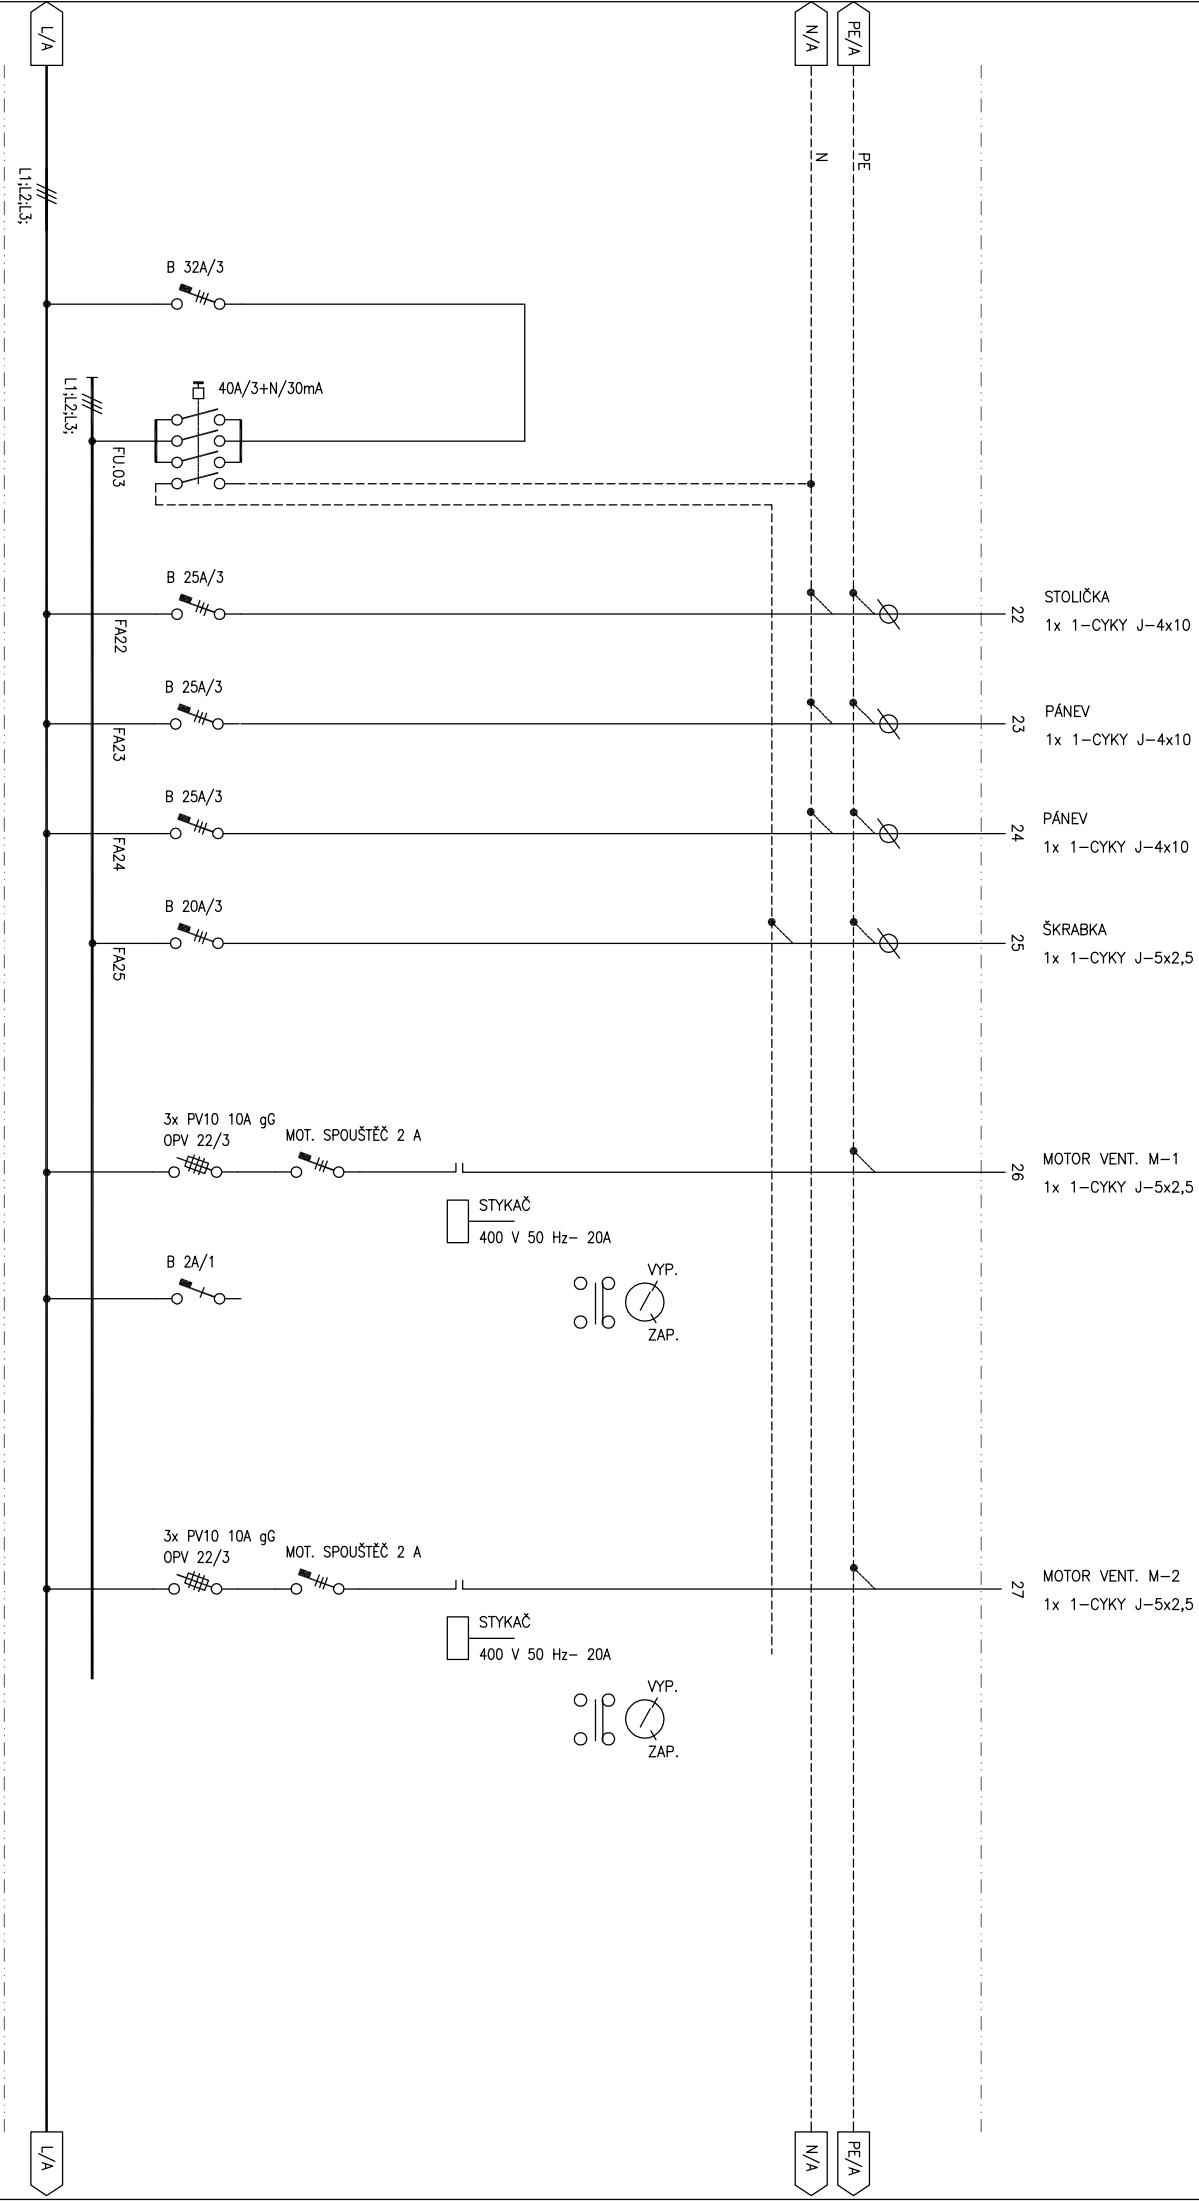 L/A
N/A
PE/A
N
PE
L1;L2;L3;
B 32A/3
L1;L2;L3;
40A/3+N/30mA
FU.03
B 25A/3
FA22
22
STOLIČKA
1x 1-CYKY J-4x10
B 25A/3
FA23
23
PÁNEV
1x 1-CYKY J-4x10
B 25A/3
FA24
24
PÁNEV
1x 1-CYKY J-4x10
B 20A/3
FA25
25
ŠKRABKA
1x 1-CYKY J-5x2,5
3x PV10 10A gG
OPV 22/3
MOT. SPOUŠTĚČ 2 A
26
MOTOR VENT. M-1
1x 1-CYKY J-5x2,5
STYKAČ
400 V 50 Hz- 20A
B 2A/1
VYP.
ZAP.
3x PV10 10A gG
OPV 22/3
MOT. SPOUŠTĚČ 2 A
27
MOTOR VENT. M-2
1x 1-CYKY J-5x2,5
STYKAČ
400 V 50 Hz- 20A
VYP.
ZAP.
L/A
N/A
PE/A